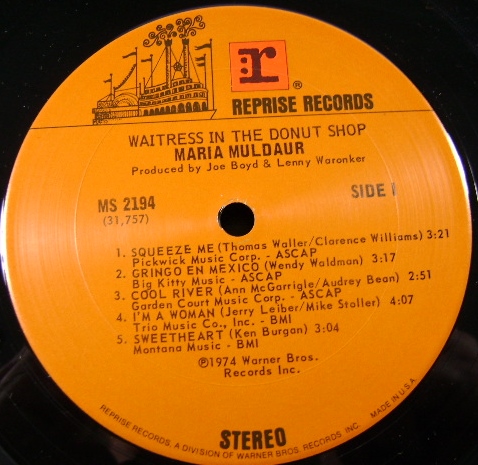 r
®
REPRISE RECORDS
WAITRESS IN THE DONUT SHOP
MARIA MULDAUR
Produced by Joe Boyd & Lenny Waronker
MS 2194
(31,757)
SIDE 1
1. SQUEEZE ME (Thomas Waller/Clarence Williams) 3:21
Pickwick Music Corp. - ASCAP
2. GRINGO EN MEXICO (Wendy Waldman) 3:17
Big Kitty Music - ASCAP
3. COOL RIVER (Ann McGarrigle/Audrey Bean) 2:51
Garden Court Music Corp. - ASCAP
4. I'M A WOMAN (Jerry Leiber/Mike Stoller) 4:07
Trio Music Co., Inc. - BMI
5. SWEETHEART (Ken Burgan) 3:04
Montana Music - BMI
℗1974 Warner Bros.
Records Inc.
STEREO
REPRISE RECORDS, A DIVISION OF WARNER BROS. RECORDS, INC. MADE IN U.S.A.